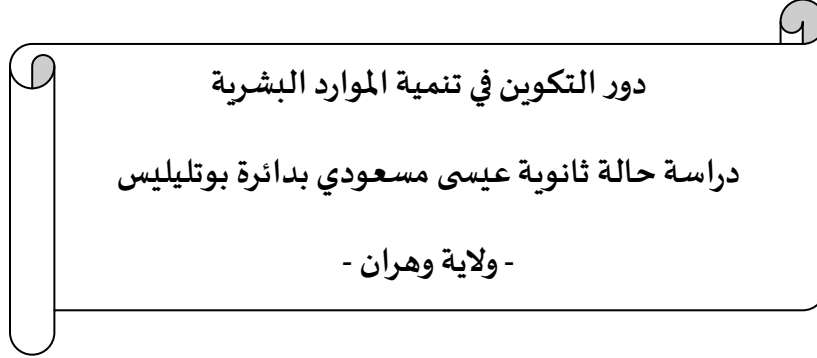 دور التكوين في تنمية الموارد البشرية
دراسة حالة ثانوية عيسى مسعودي بدائرة بوتليليس
- ولاية وهران -